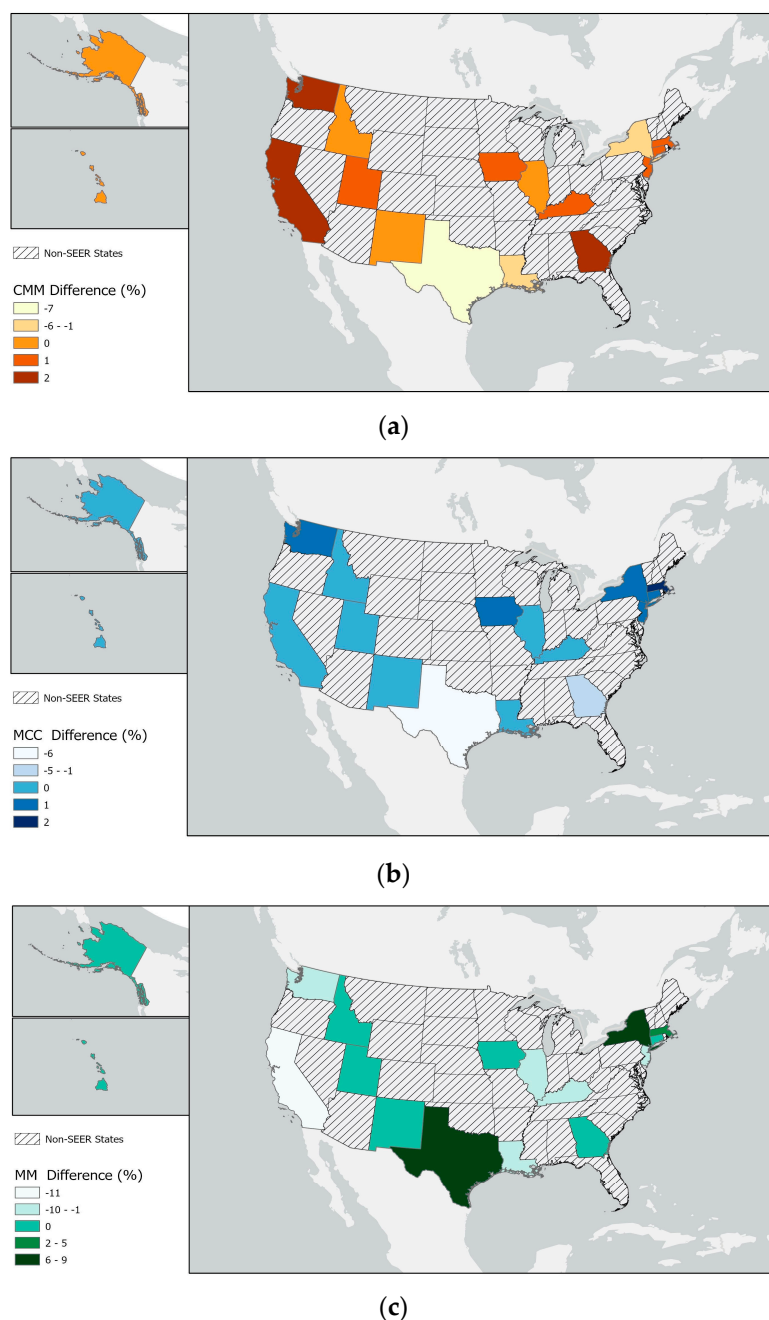 Non-SEER States
CMM Difference (%)
-7
-6 - -1
0
1
2
(a)
Non-SEER States
MCC Difference (%)
-6
-5 - -1
0
1
2
(b)
Non-SEER States
MM Difference (%)
-11
-10 - -1
0
2 - 5
6 - 9
(c)